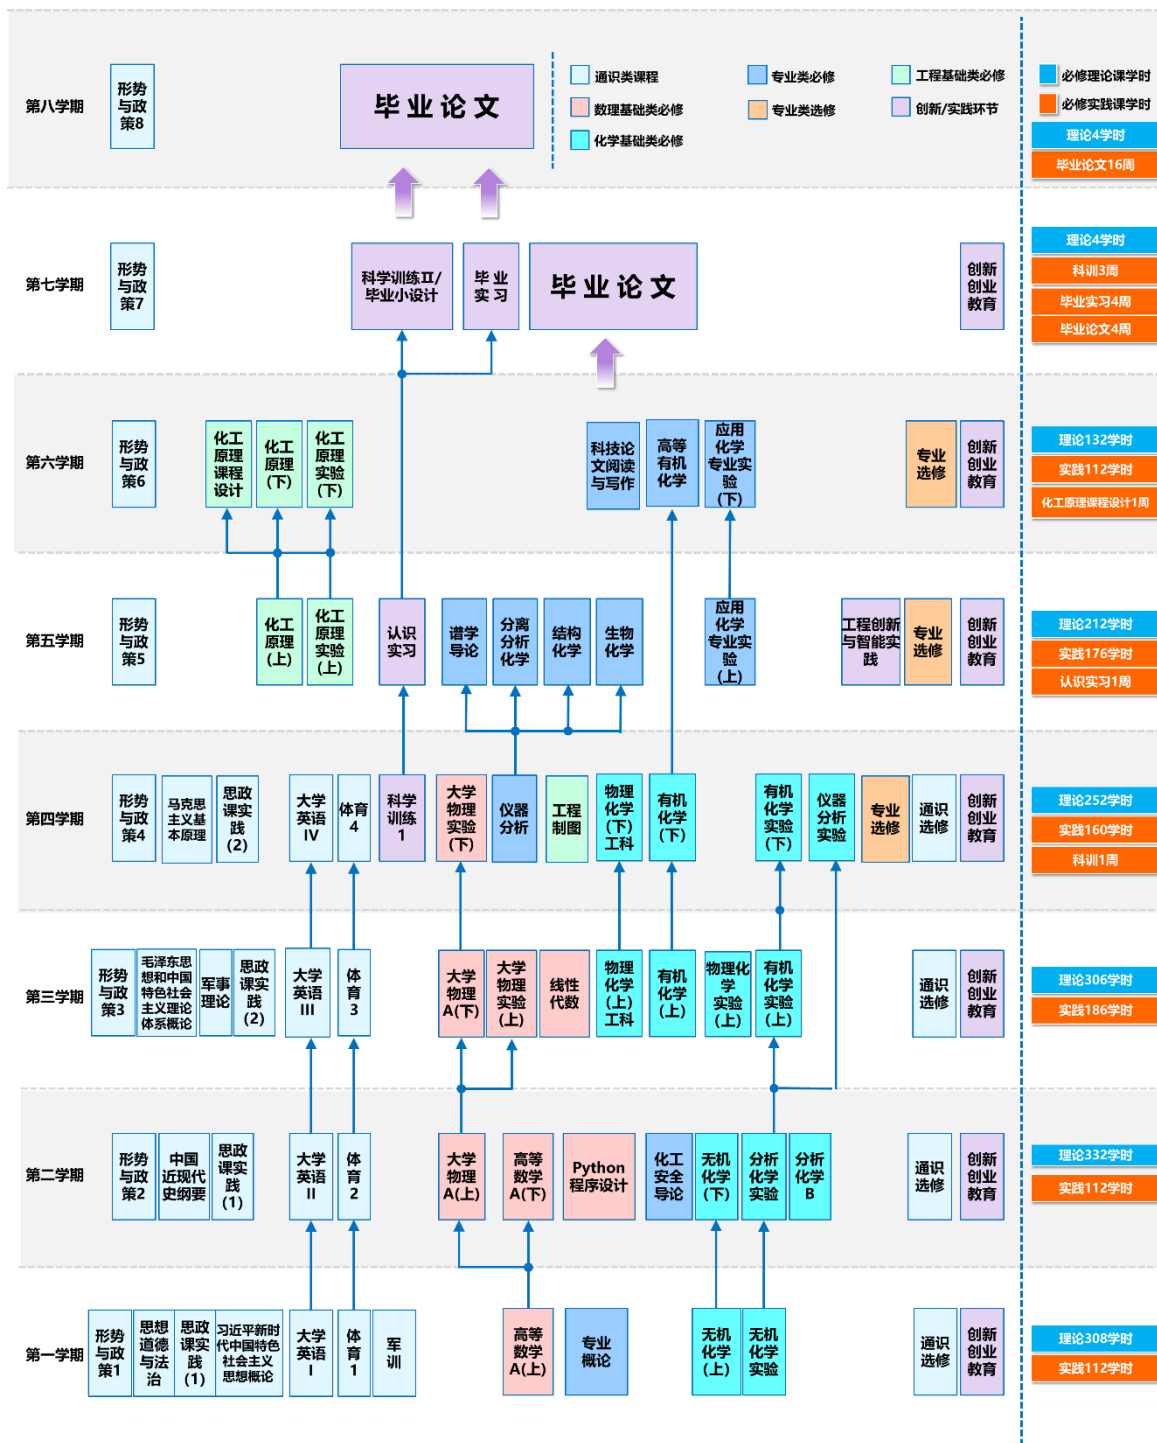 第八学期
形势
与政
策8
毕业论文
通识类课程
数理基础类必修
化学基础类必修
专业类必修
专业类选修
工程基础类必修
创新/实践环节
必修理论课学时
必修实践课学时
理论4学时
毕业论文16周
第七学期
形势
与政
策7
科学训练Ⅱ/
毕业小设计
毕 业
实 习
毕业论文
创新
创业
教育
理论4学时
科训3周
毕业实习4周
毕业论文4周
第六学期
形势
与政
策6
化工
原理
课程
设计
化工
原理
(下)
化工
原理
实验
(下)
科技论
文阅读
与写作
高等
有机
化学
应用
化学
专业实
验
(下)
专业
选修
创新
创业
教育
理论132学时
实践112学时
化工原理课程设计1周
第五学期
形势
与政
策5
化工
原理
(上)
化工
原理
实验
(上)
认识
实习
谱学
导论
分离
分析
化学
结构
化学
生物
化学
应用
化学
专业实
验
(上)
工程创新
与智能实
践
专业
选修
创新
创业
教育
理论212学时
实践176学时
认识实习1周
第四学期
形势
与政
策4
马克思
主义基
本原理
思政
课实
践
(2)
大学
英语
IV
体育
4
科学
训练
1
大学
物理
实验
(下)
仪器
分析
工程
制图
物理
化学
(下)
工科
有机
化学
(下)
有机
化学
实验
(下)
仪器
分析
实验
专业
选修
通识
选修
创新
创业
教育
理论252学时
实践160学时
科训1周
第三学期
形势
与政
策3
毛泽东思
想和中国
特色社会
主义理论
体系概论
军事
理论
思政
课实
践
(2)
大学
英语
III
体
育
3
大学
物理
A(下)
大学
物理
实验
(上)
线性
代数
物理
化学
(上)
工科
有机
化学
(上)
物理化
学
实验
(上)
有机
化学
实验
(上)
通识
选修
创新
创业
教育
理论306学时
实践186学时
第二学期
形势
与政
策2
中国
近现代
史纲要
思政
课实
践
(1)
大学
英语
II
体
育
2
大学
物理
A(上)
高等
数学
A(下)
Python
程序设计
化工
安全
导论
无机
化学
(下)
分析
化学
实验
分析
化学
B
通识
选修
创新
创业
教育
理论332学时
实践112学时
第一学期
形势
与政
策1
思想
道德
与法
治
思政
课实
践
(1)
习近平新时
代中国特色
社会主义
思想概论
大学
英语
I
体
育
1
军
训
高等
数学
A(上)
专业
概论
无机
化学
(上)
无机
化学
实验
通识
选修
创新
创业
教育
理论308学时
实践112学时